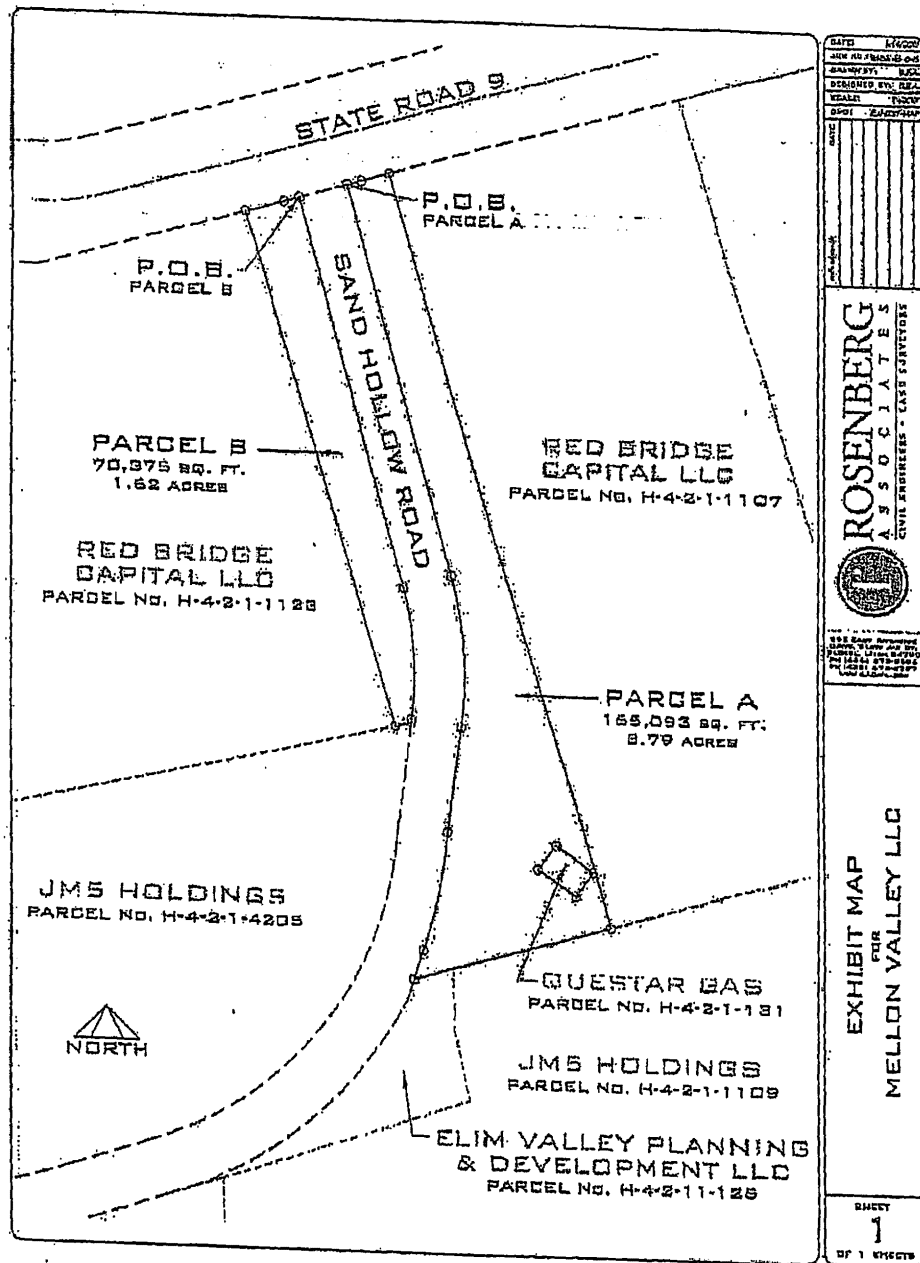 STATE ROAD 9
P.O.B.
PARCEL A
P.O.B.
PARCEL B
SAND HOLLOW ROAD
PARCEL B
70,375 SQ. FT.
1.62 ACRES
RED BRIDGE
CAPITAL LLC
PARCEL NO. H-4-2-1-1107
RED BRIDGE
CAPITAL LLC
PARCEL NO. H-4-2-1-1123
PARCEL A
165,093 SQ. FT.
3.79 ACRES
JMS HOLDINGS
PARCEL NO. H-4-2-1-4205
QUESTAR GAS
PARCEL NO. H-4-2-1-131
NORTH
JMS HOLDINGS
PARCEL NO. H-4-2-1-1109
ELIM VALLEY PLANNING
& DEVELOPMENT LLC
PARCEL NO. H-4-2-11-128
DATE
ROSENBERG
ASSOCIATES
CIVIL ENGINEERS • LAND SURVEYORS
EXHIBIT MAP
FOR
MELLON VALLEY LLC
SHEET
1
OF 1 SHEETS